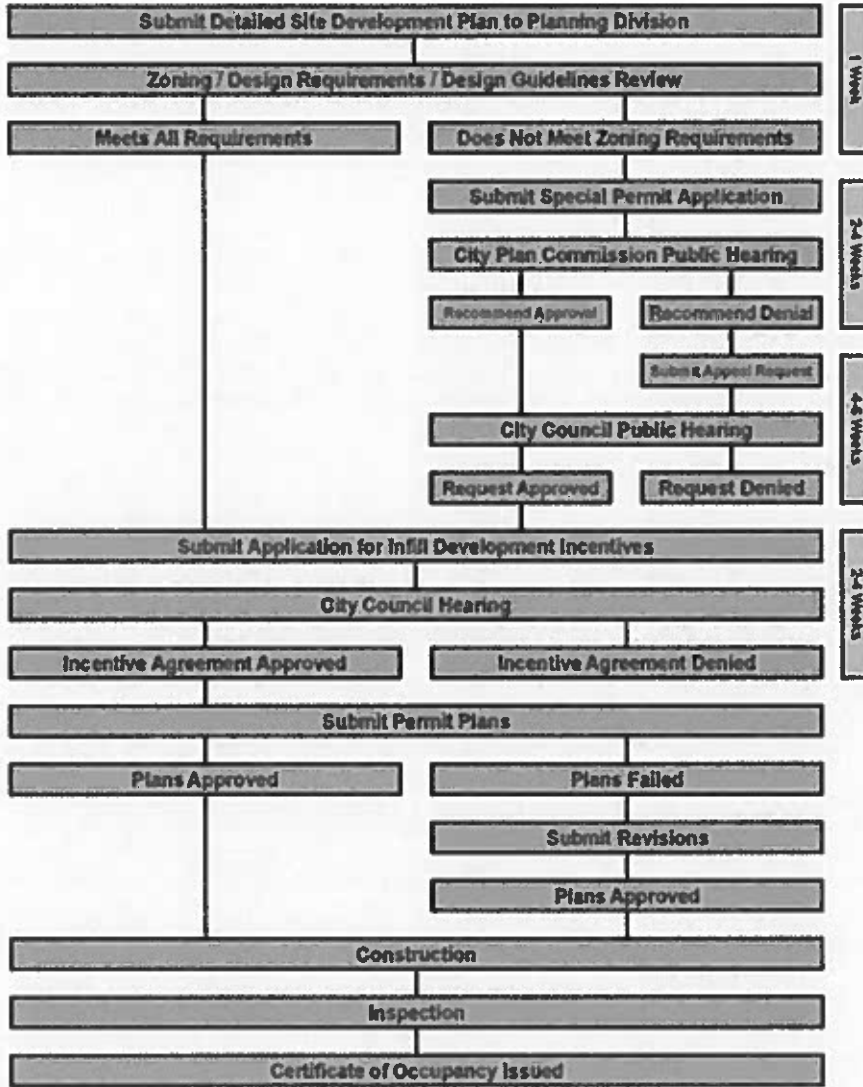 Submit Detailed Site Development Plan to Planning Division
Zoning / Design Requirements / Design Guidelines Review
1 Week
Meets All Requirements
Does Not Meet Zoning Requirements
Submit Special Permit Application
City Plan Commission Public Hearing
2-4 Weeks
Recommend Approval
Recommend Denial
Submit Appeal Request
City Council Public Hearing
4-6 Weeks
Request Approved
Request Denied
Submit Application for Infill Development Incentives
City Council Hearing
2-4 Weeks
Incentive Agreement Approved
Incentive Agreement Denied
Submit Permit Plans
Plans Approved
Plans Failed
Submit Revisions
Plans Approved
Construction
Inspection
Certificate of Occupancy Issued